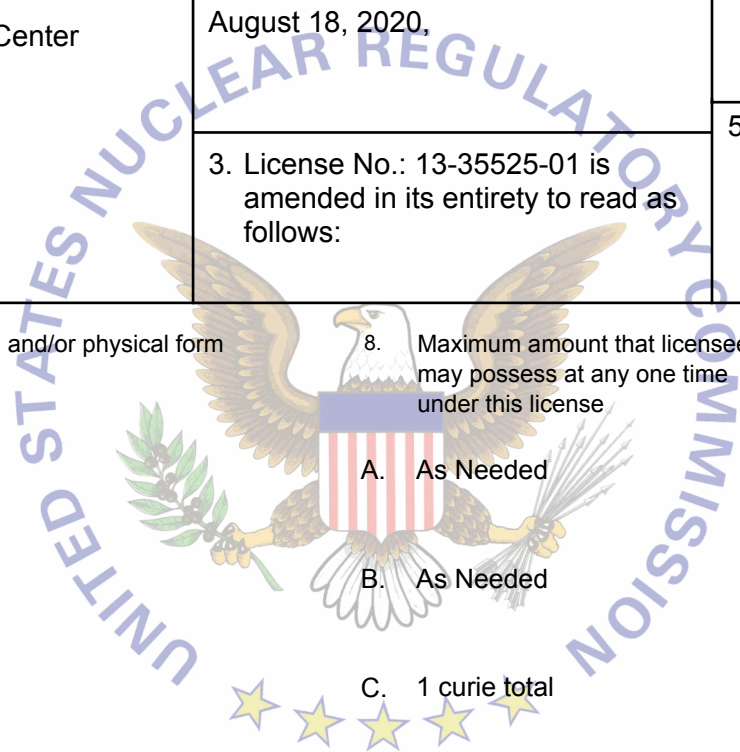 Center
August 18, 2020,
5
3. License No.: 13-35525-01 is
amended in its entirety to read as
follows:
and/or physical form
8. Maximum amount that licensee
may possess at any one time
under this license
A. As Needed
B. As Needed
C. 1 curie total
UNITED STATES NUCLEAR REGULATORY COMMISSION